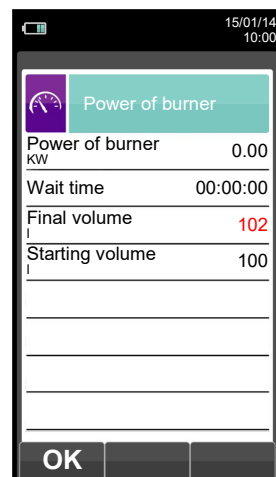 15/01/14
10:00
Power of burner
Power of burner 0.00
KW
Wait time 00:00:00
Final volume 102
l
Starting volume 100
l
OK